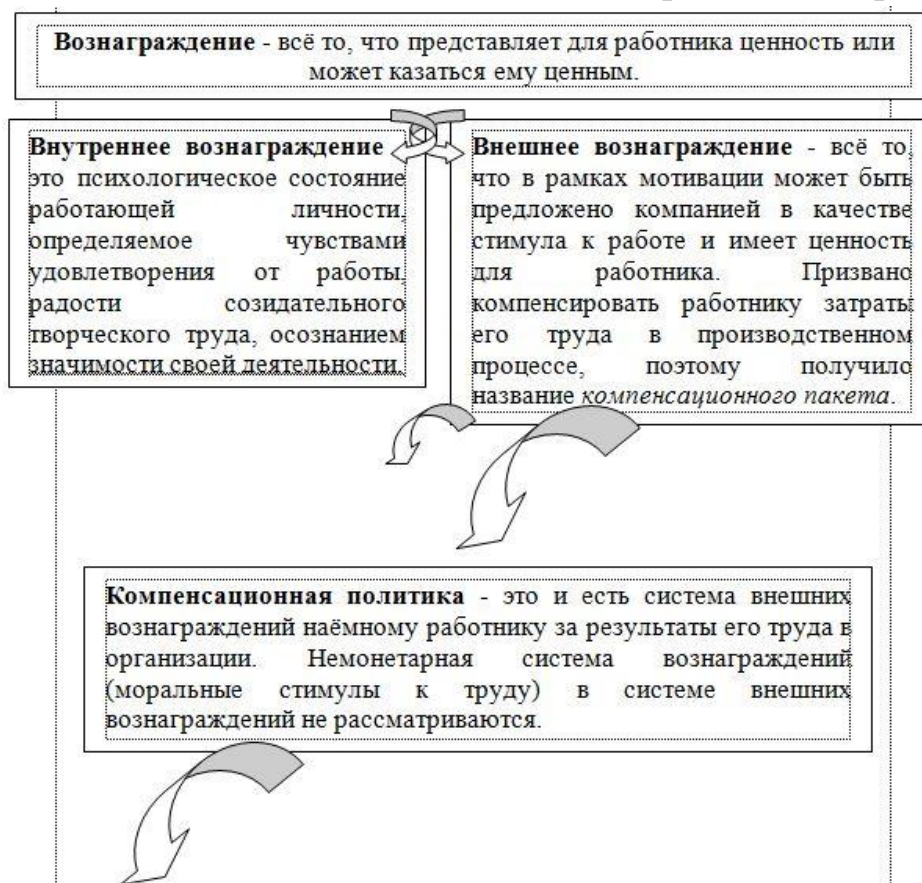 Вознаграждение - всё то, что представляет для работника ценность или
может казаться ему ценным.
Внутреннее вознаграждение
это психологическое состояние
работающей личности,
определяемое чувствами
удовлетворения от работы,
радости созидательного
творческого труда, осознанием
значимости своей деятельности.
Внешнее вознаграждение - всё то,
что в рамках мотивации может быть
предложено компанией в качестве
стимула к работе и имеет ценность
для работника. Призвано
компенсировать работнику затраты
его труда в производственном
процессе, поэтому получило
название компенсационного пакета.
Компенсационная политика - это и есть система внешних
вознаграждений наёмному работнику за результаты его труда в
организации. Немонетарная система вознаграждений
(моральные стимулы к труду) в системе внешних
вознаграждений не рассматриваются.